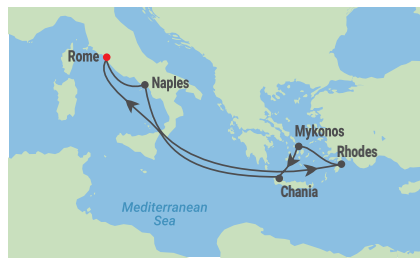 Rome
Naples
Mykonos
Rhodes
Chania
Mediterranean
Sea